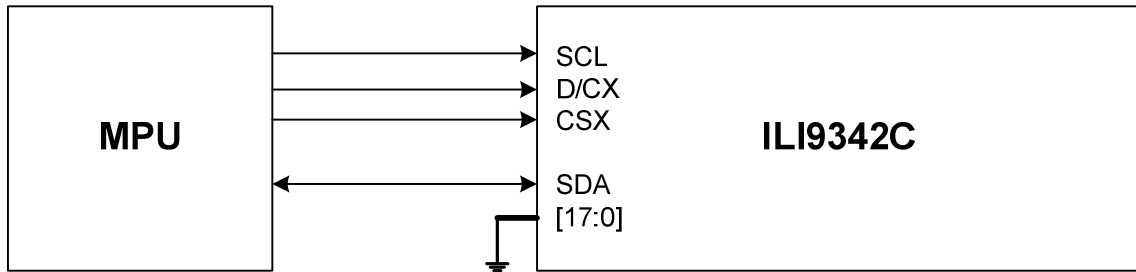 MPU
SCL
D/CX
CSX
SDA
[17:0]
ILI9342C